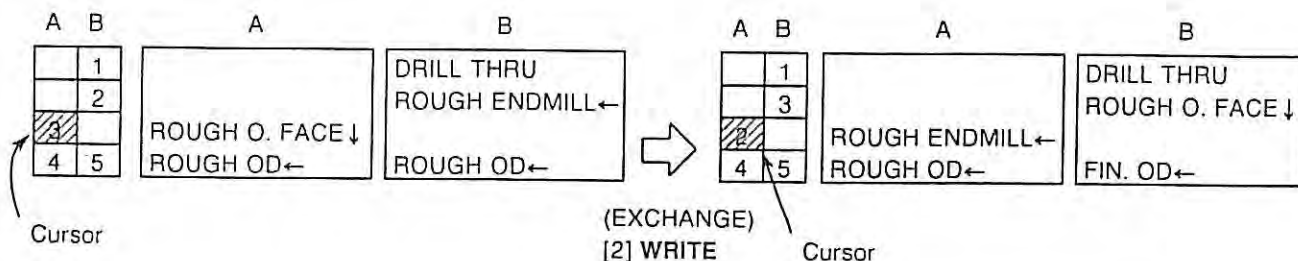 A B A B A B A B
1 DRILL THRU 1 DRILL THRU
2 ROUGH ENDMILL← 3 ROUGH O. FACE↓
3 ROUGH O. FACE↓ 2 ROUGH ENDMILL←
4 5 ROUGH OD← ROUGH OD← 4 5 ROUGH OD← FIN. OD←
(EXCHANGE)
Cursor [2] WRITE Cursor